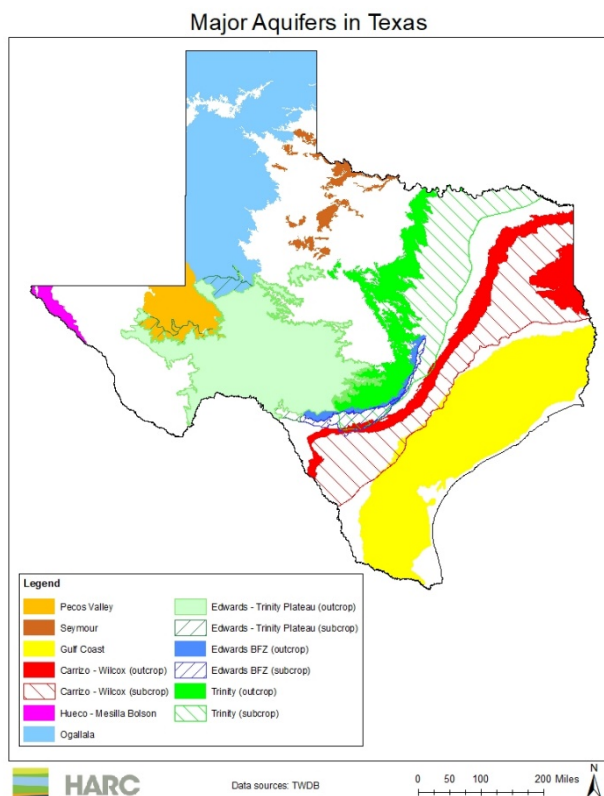 Major Aquifers in Texas
Legend
Pecos Valley
Seymour
Gulf Coast
Carrizo - Wilcox (outcrop)
Carrizo - Wilcox (subcrop)
Hueco - Mesilla Bolson
Ogallala
Edwards - Trinity Plateau (outcrop)
Edwards - Trinity Plateau (subcrop)
Edwards BFZ (outcrop)
Edwards BFZ (subcrop)
Trinity (outcrop)
Trinity (subcrop)
HARC
Data sources: TWDB
0 50 100 200 Miles
N